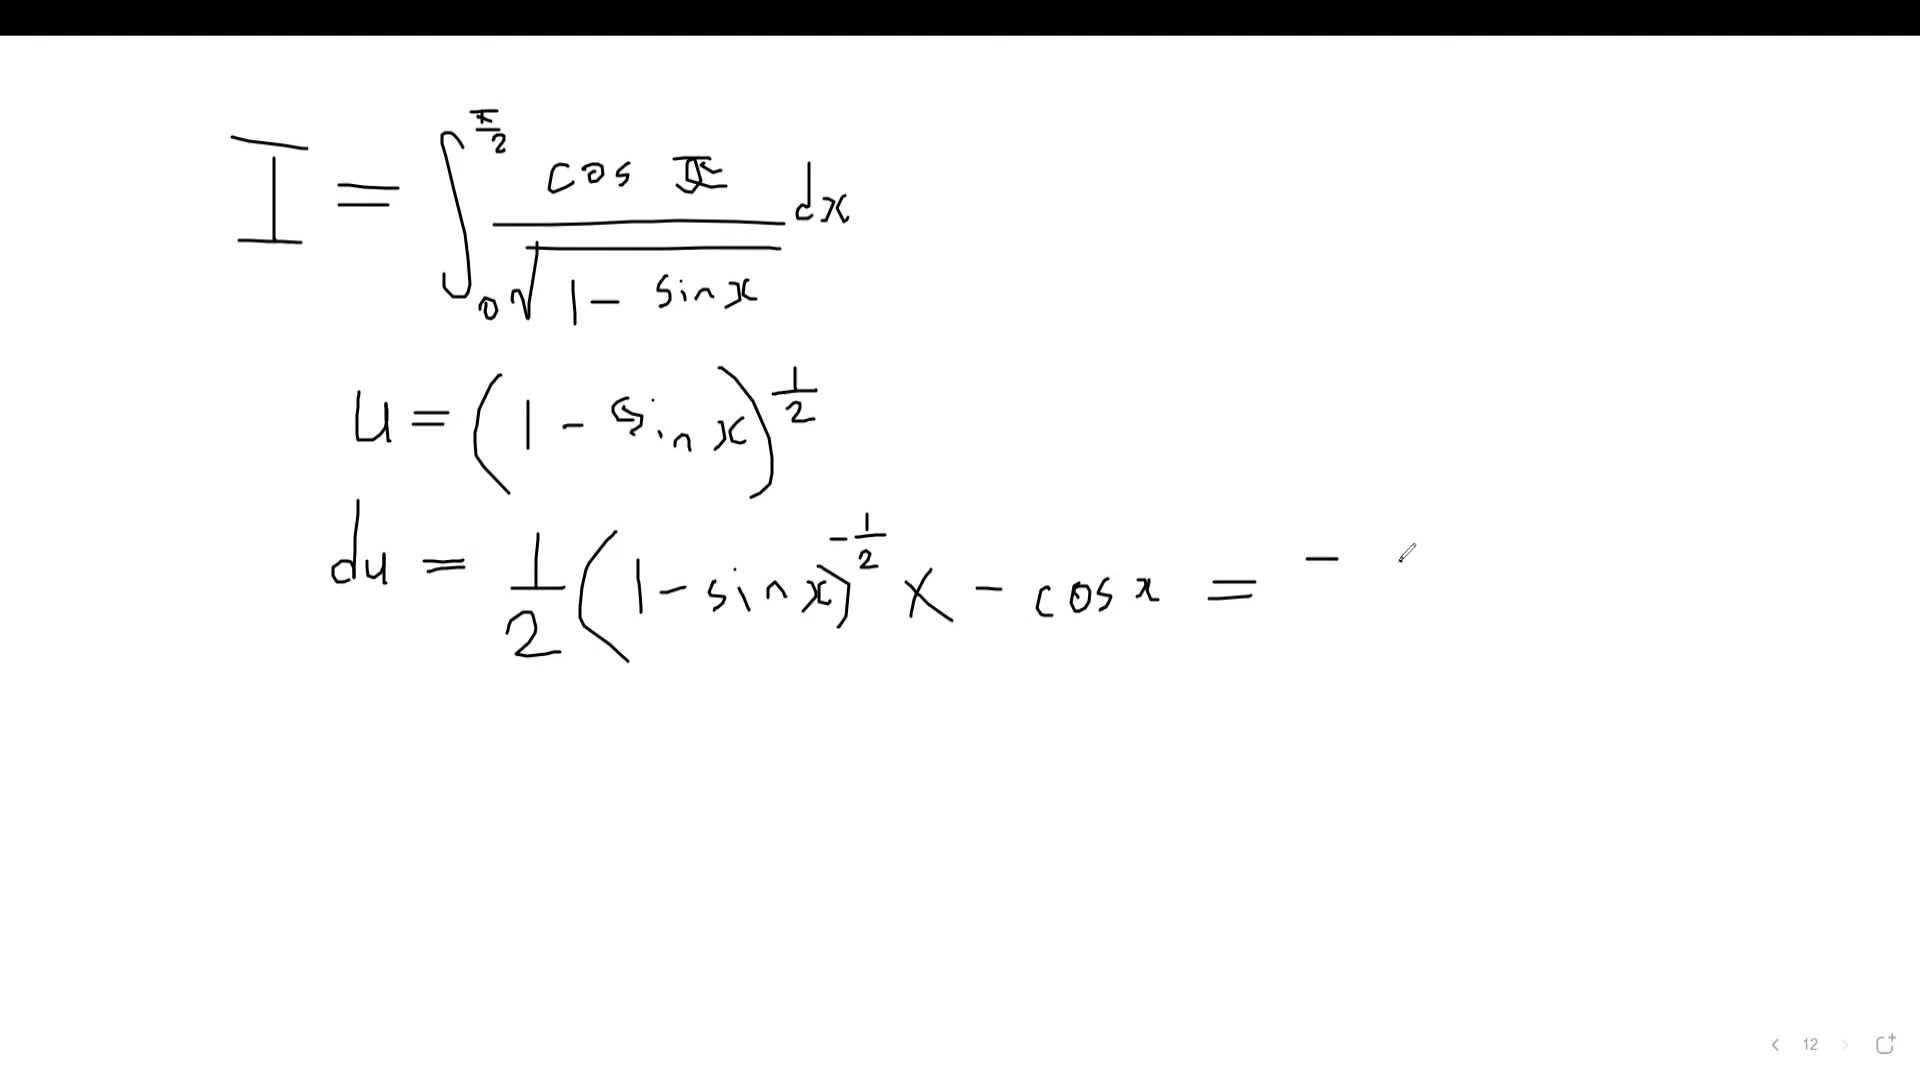 I = ∫₀^(π/2) cos x / √(1 - sin x) dx
u = (1 - sin x)^(1/2)
du = 1/2 (1 - sin x)^(-1/2) × - cos x = -
12